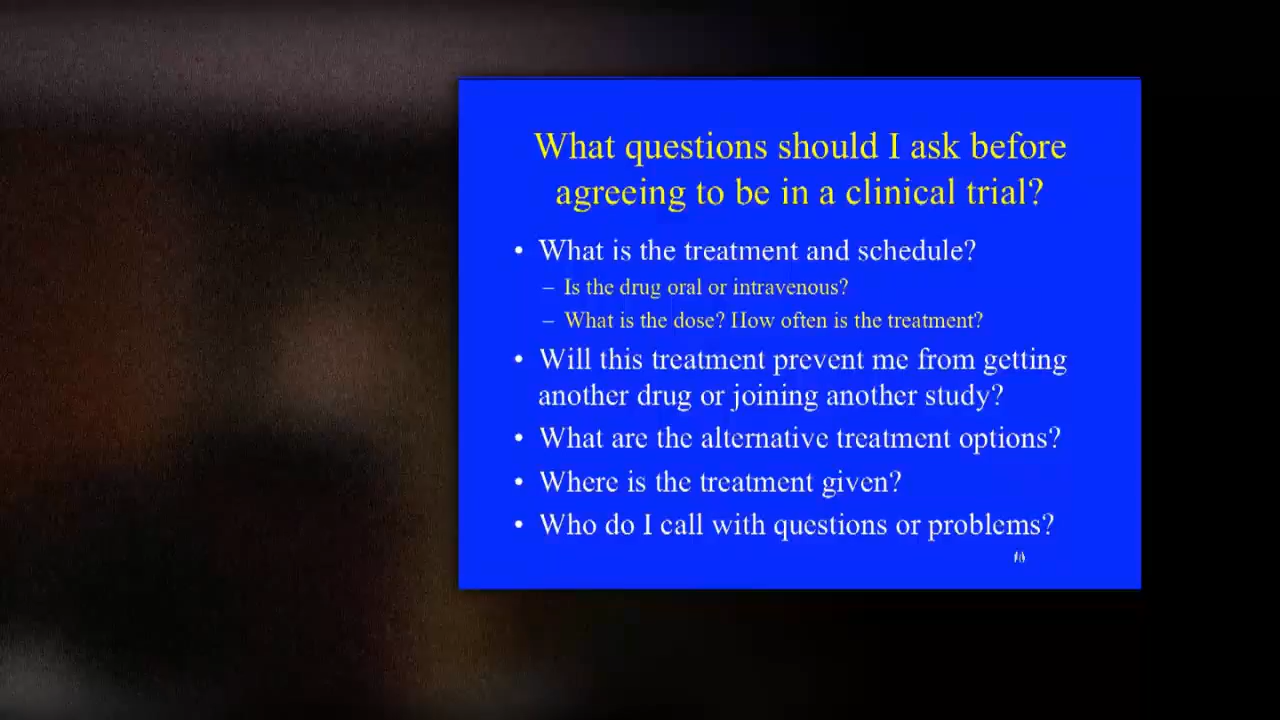 What questions should I ask before
agreeing to be in a clinical trial?
• What is the treatment and schedule?
– Is the drug oral or intravenous?
– What is the dose? How often is the treatment?
• Will this treatment prevent me from getting
another drug or joining another study?
• What are the alternative treatment options?
• Where is the treatment given?
• Who do I call with questions or problems?